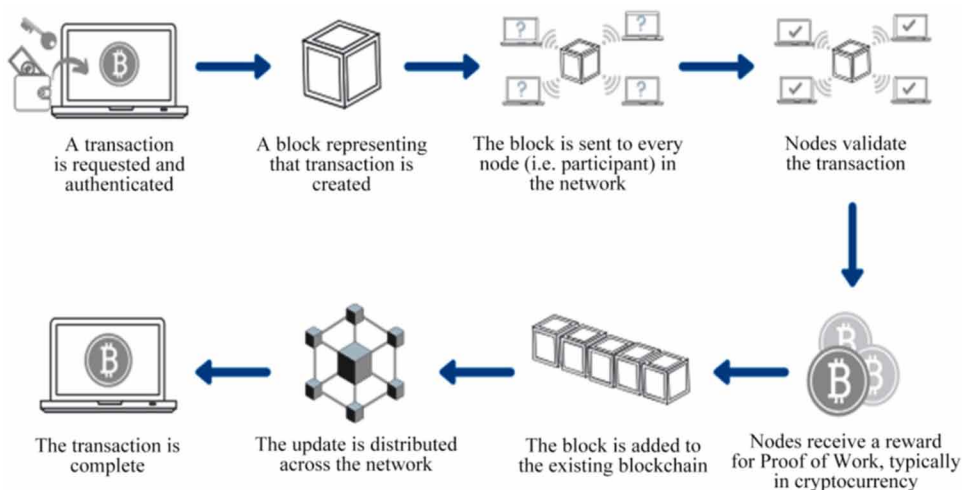 A transaction
is requested and
authenticated
A block representing
that transaction is
created
The block is sent to every
node (i.e. participant) in
the network
Nodes validate
the transaction
Nodes receive a reward
for Proof of Work, typically
in cryptocurrency
The block is added to
the existing blockchain
The update is distributed
across the network
The transaction is
complete